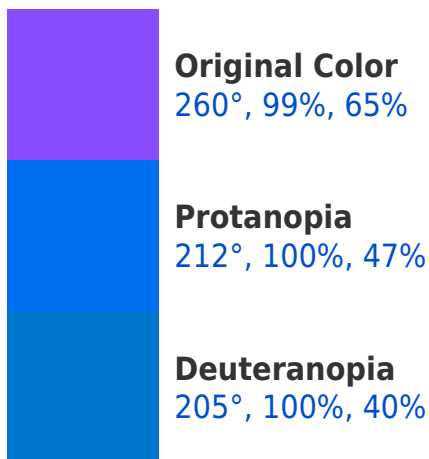 Original Color
260°, 99%, 65%
Protanopia
212°, 100%, 47%
Deuteranopia
205°, 100%, 40%